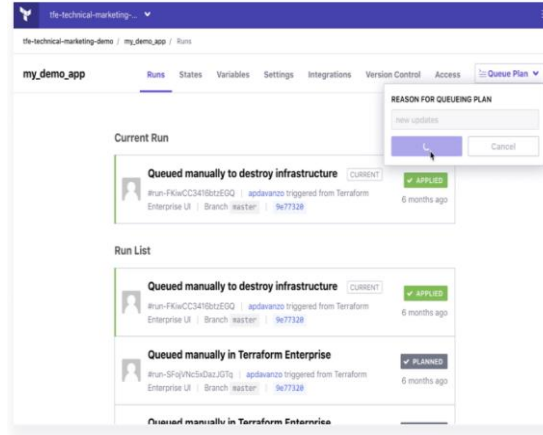 tfe-technical-marketing-...
tfe-technical-marketing-demo / my_demo_app / Runs
my_demo_app
Runs States Variables Settings Integrations Version Control Access Queue Plan
REASON FOR QUEUEING PLAN
new updates
Cancel
Current Run
Queued manually to destroy infrastructure CURRENT
✔ APPLIED
#run-FKiwCC3416btzEGQ | apdavanzo triggered from Terraform
Enterprise UI | Branch master | 9e77320
6 months ago
Run List
Queued manually to destroy infrastructure CURRENT
✔ APPLIED
#run-FKiwCC3416btzEGQ | apdavanzo triggered from Terraform
Enterprise UI | Branch master | 9e77320
6 months ago
Queued manually in Terraform Enterprise
✔ PLANNED
#run-SFojVNc5xDazJGTq | apdavanzo triggered from Terraform
Enterprise UI | Branch master | 9e77320
6 months ago
Queued manually in Terraform Enterprise